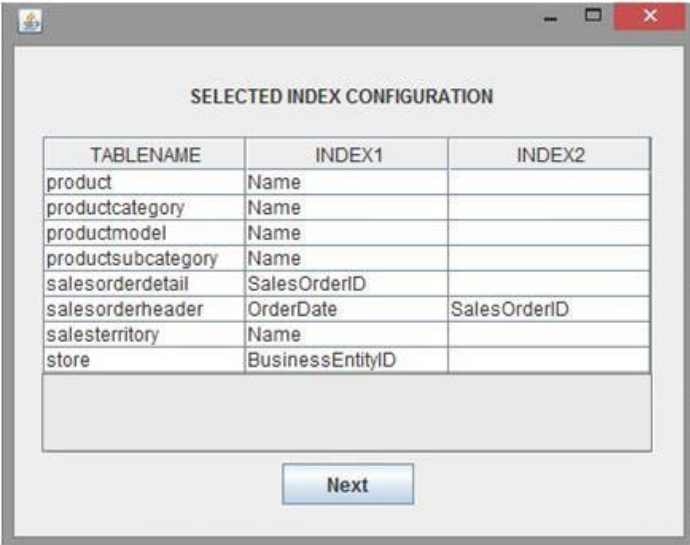 SELECTED INDEX CONFIGURATION
TABLENAME INDEX1 INDEX2
product Name
productcategory Name
productmodel Name
productsubcategory Name
salesorderdetail SalesOrderID
salesorderheader OrderDate SalesOrderID
salesterritory Name
store BusinessEntityID
Next